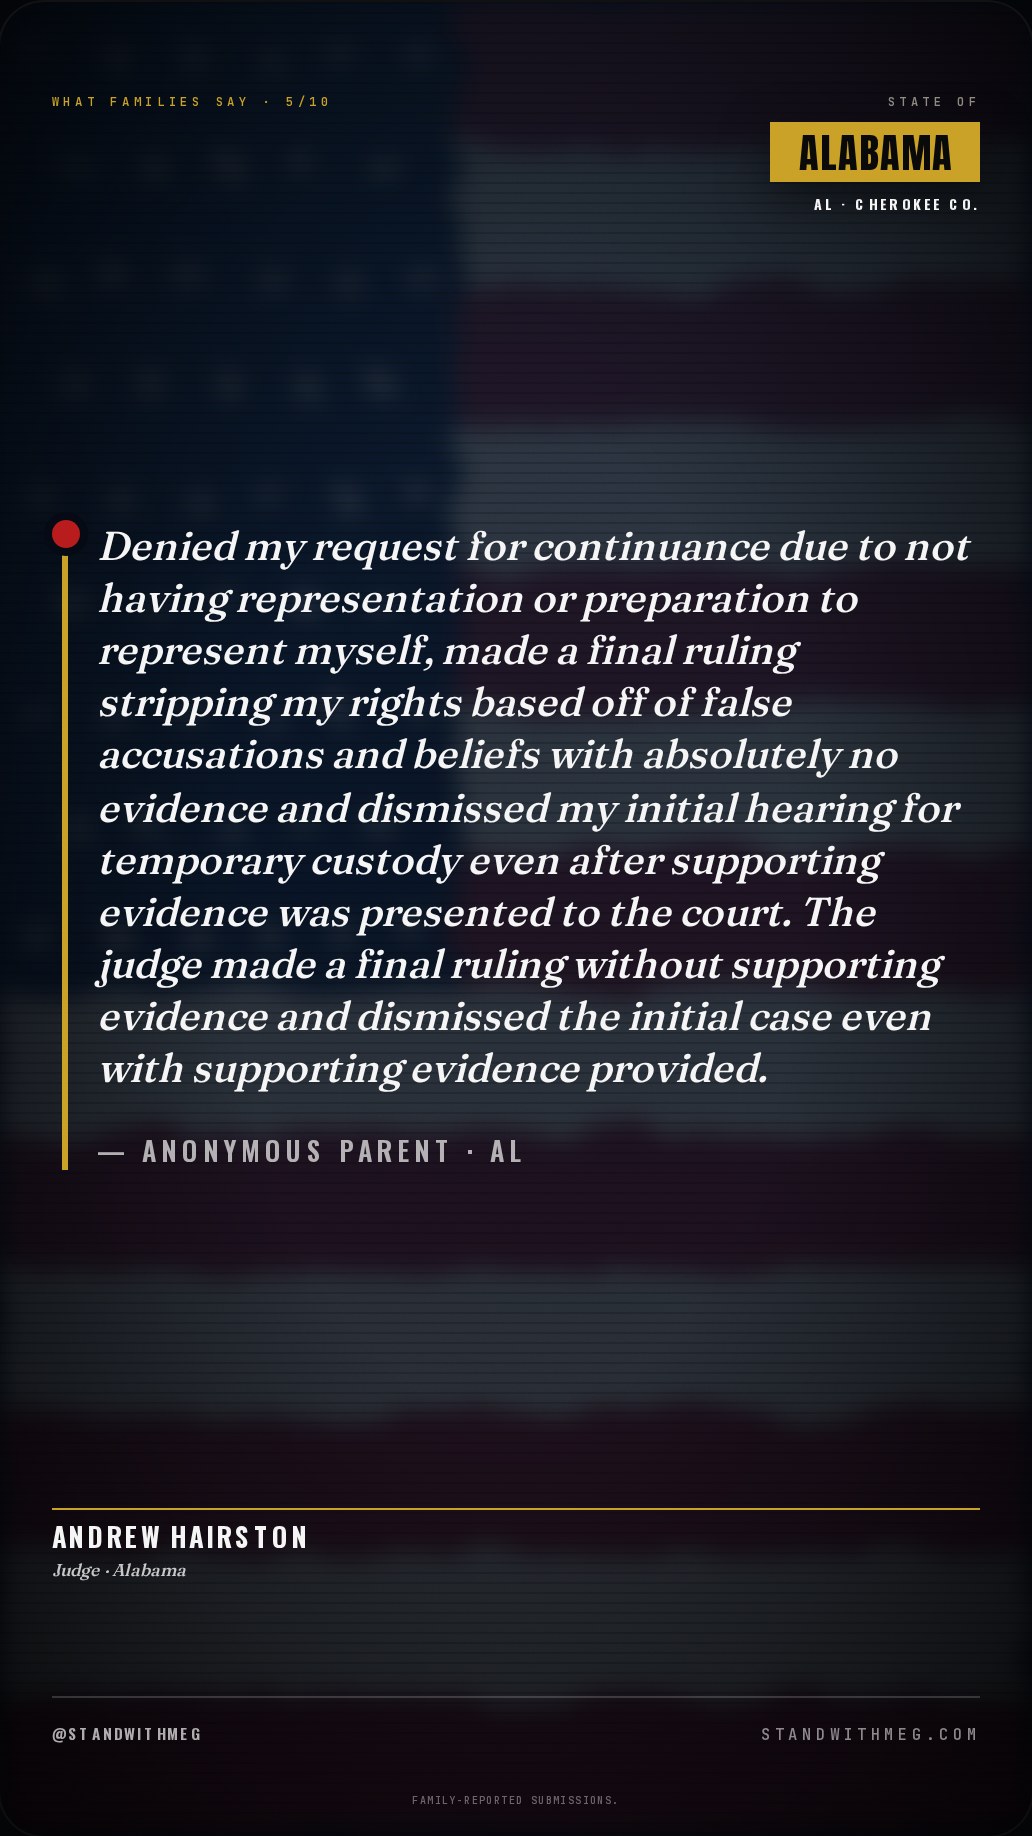 WHAT FAMILIES SAY · 5/10
STATE OF
ALABAMA
AL · CHEROKEE CO.
Denied my request for continuance due to not
having representation or preparation to
represent myself, made a final ruling
stripping my rights based off of false
accusations and beliefs with absolutely no
evidence and dismissed my initial hearing for
temporary custody even after supporting
evidence was presented to the court. The
judge made a final ruling without supporting
evidence and dismissed the initial case even
with supporting evidence provided.
— ANONYMOUS PARENT · AL
ANDREW HAIRSTON
Judge · Alabama
@STANDWITHMEG
STANDWITHMEG.COM
FAMILY-REPORTED SUBMISSIONS.